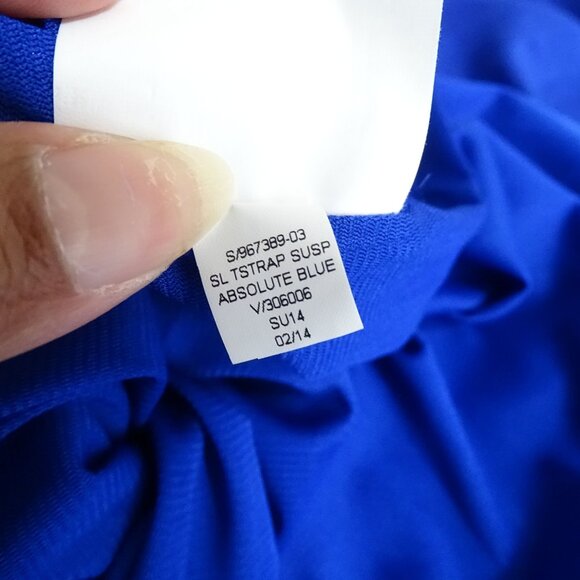 S/967389-03
SL TSTRAP SUSP
ABSOLUTE BLUE
V/306006
SU14
02/14